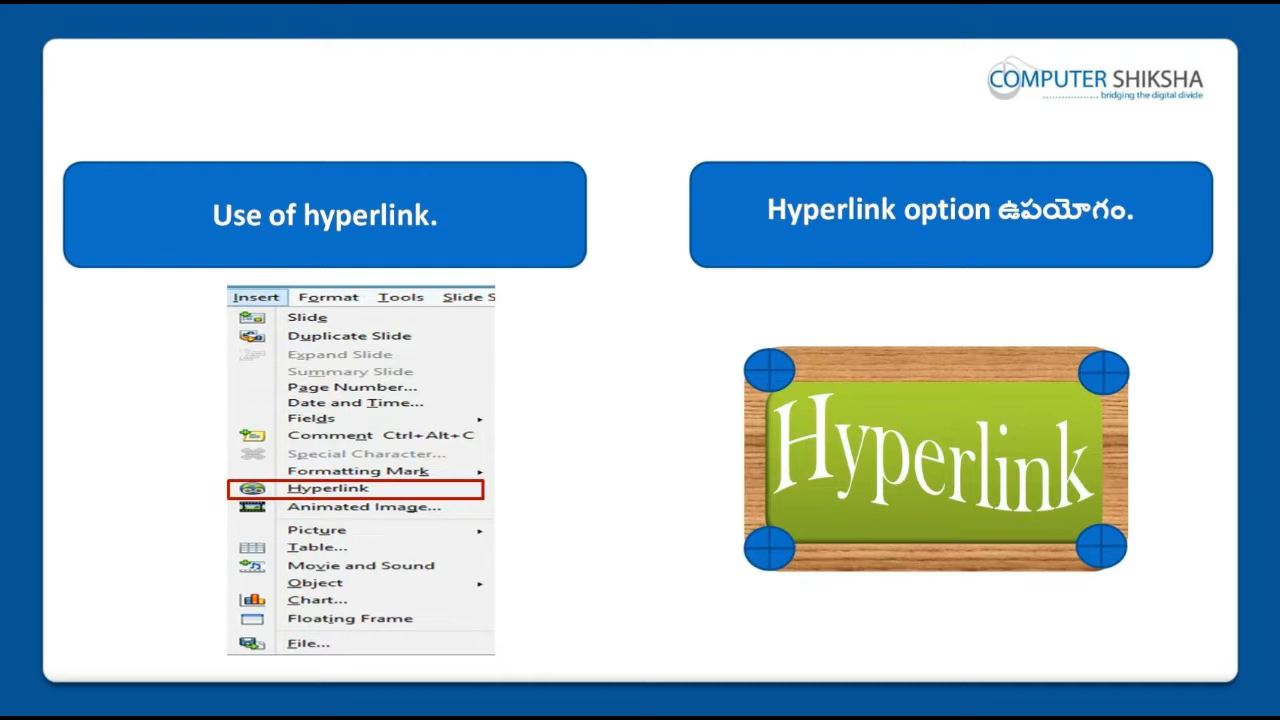 COMPUTER SHIKSHA
bridging the digital divide
Use of hyperlink.
Hyperlink option ఉపయోగం.
Insert Format Tools Slide S
Slide
Duplicate Slide
Expand Slide
Summary Slide
Page Number...
Date and Time...
Fields
Comment Ctrl+Alt+C
Special Character...
Formatting Mark
Hyperlink
Animated Image...
Picture
Table...
Movie and Sound
Object
Chart...
Floating Frame
File...
Hyperlink